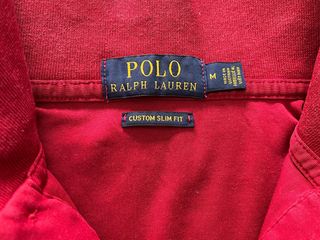 POLO
RALPH LAUREN
M
CUSTOM SLIM FIT